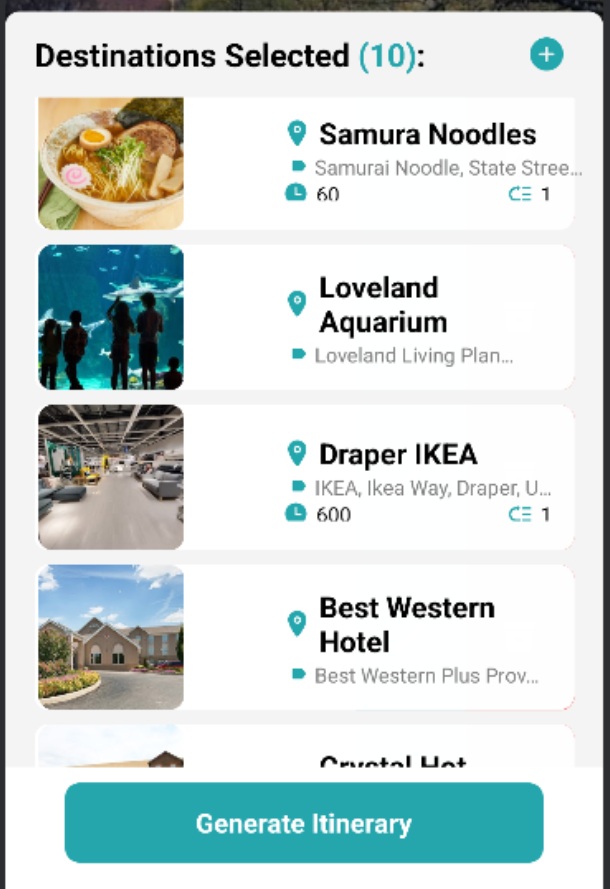 Destinations Selected (10):
Samura Noodles
Samurai Noodle, State Stree...
60 1
Loveland
Aquarium
Loveland Living Plan...
Draper IKEA
IKEA, Ikea Way, Draper, U...
600 1
Best Western
Hotel
Best Western Plus Prov...
Crystal Hot
Generate Itinerary